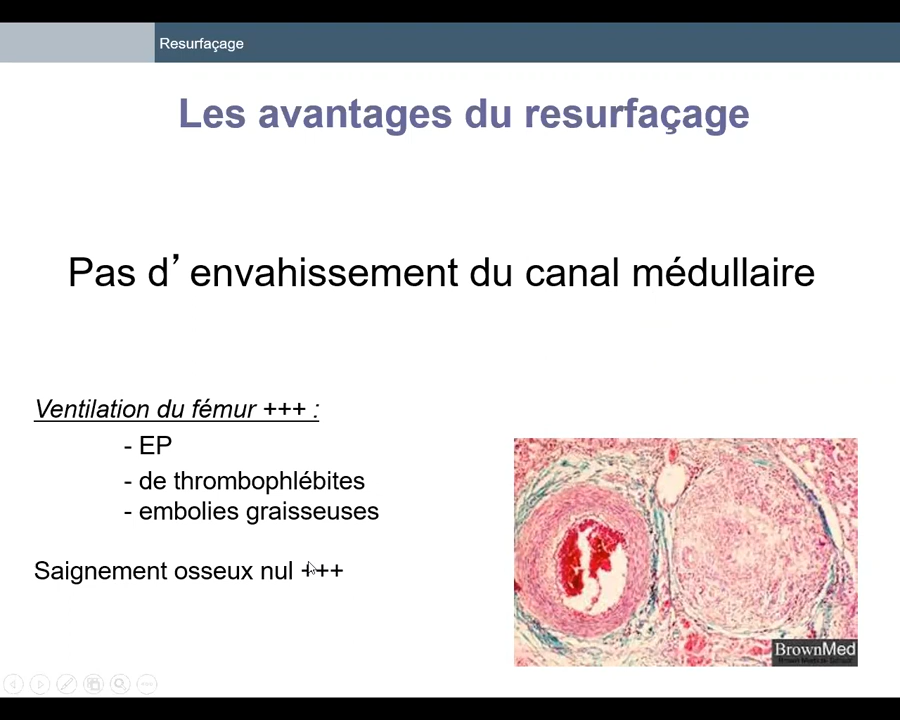 Resurfaçage
Les avantages du resurfaçage
Pas d’envahissement du canal médullaire
Ventilation du fémur +++ :
- EP
- de thrombophlébites
- embolies graisseuses
Saignement osseux nul +++
BrownMed